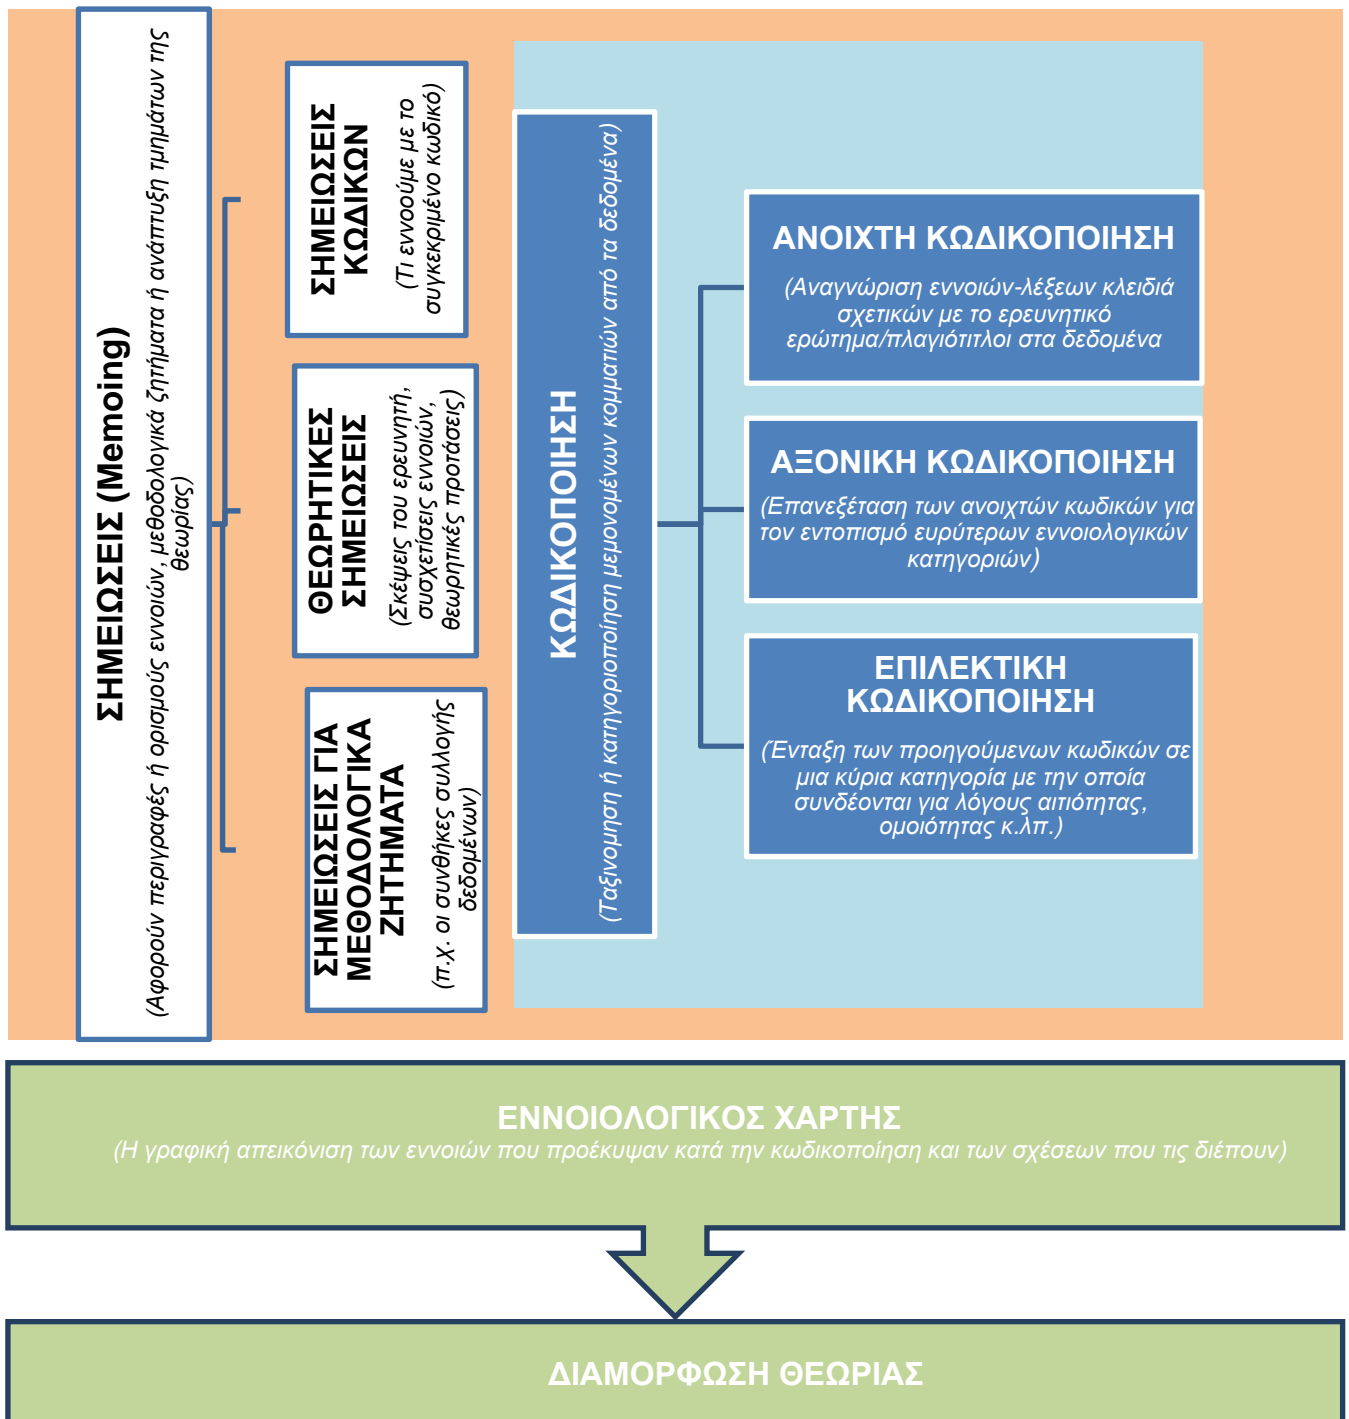 ΣΗΜΕΙΩΣΕΙΣ (Memoing)
(Αφορούν περιγραφές ή ορισμούς εννοιών, μεθοδολογικά ζητήματα ή ανάπτυξη τμημάτων της
θεωρίας)
ΣΗΜΕΙΩΣΕΙΣ
ΚΩΔΙΚΩΝ
(Τι εννοούμε με το
συγκεκριμένο κωδικό)
ΘΕΩΡΗΤΙΚΕΣ
ΣΗΜΕΙΩΣΕΙΣ
(Σκέψεις του ερευνητή,
συσχετίσεις εννοιών,
θεωρητικές προτάσεις)
ΣΗΜΕΙΩΣΕΙΣ ΓΙΑ
ΜΕΘΟΔΟΛΟΓΙΚΑ
ΖΗΤΗΜΑΤΑ
(π.χ. οι συνθήκες συλλογής
δεδομένων)
ΚΩΔΙΚΟΠΟΙΗΣΗ
(Ταξινομηση ή κατηγοριοποίηση μεμονομένων κομματιών από τα δεδομένα)
ΑΝΟΙΧΤΗ ΚΩΔΙΚΟΠΟΙΗΣΗ
(Αναγνώριση εννοιών-λέξεων κλειδιά
σχετικών με το ερευνητικό
ερώτημα/πλαγιότιτλοι στα δεδομένα
ΑΞΟΝΙΚΗ ΚΩΔΙΚΟΠΟΙΗΣΗ
(Επανεξέταση των ανοιχτών κωδικών για
τον εντοπισμό ευρύτερων εννοιολογικών
κατηγοριών)
ΕΠΙΛΕΚΤΙΚΗ
ΚΩΔΙΚΟΠΟΙΗΣΗ
(Ένταξη των προηγούμενων κωδικών σε
μια κύρια κατηγορία με την οποία
συνδέονται για λόγους αιτιότητας,
ομοιότητας κ.λπ.)
ΕΝΝΟΙΟΛΟΓΙΚΟΣ ΧΑΡΤΗΣ
(Η γραφική απεικόνιση των εννοιών που προέκυψαν κατά την κωδικοποίηση και των σχέσεων που τις διέπουν)
ΔΙΑΜΟΡΦΩΣΗ ΘΕΩΡΙΑΣ